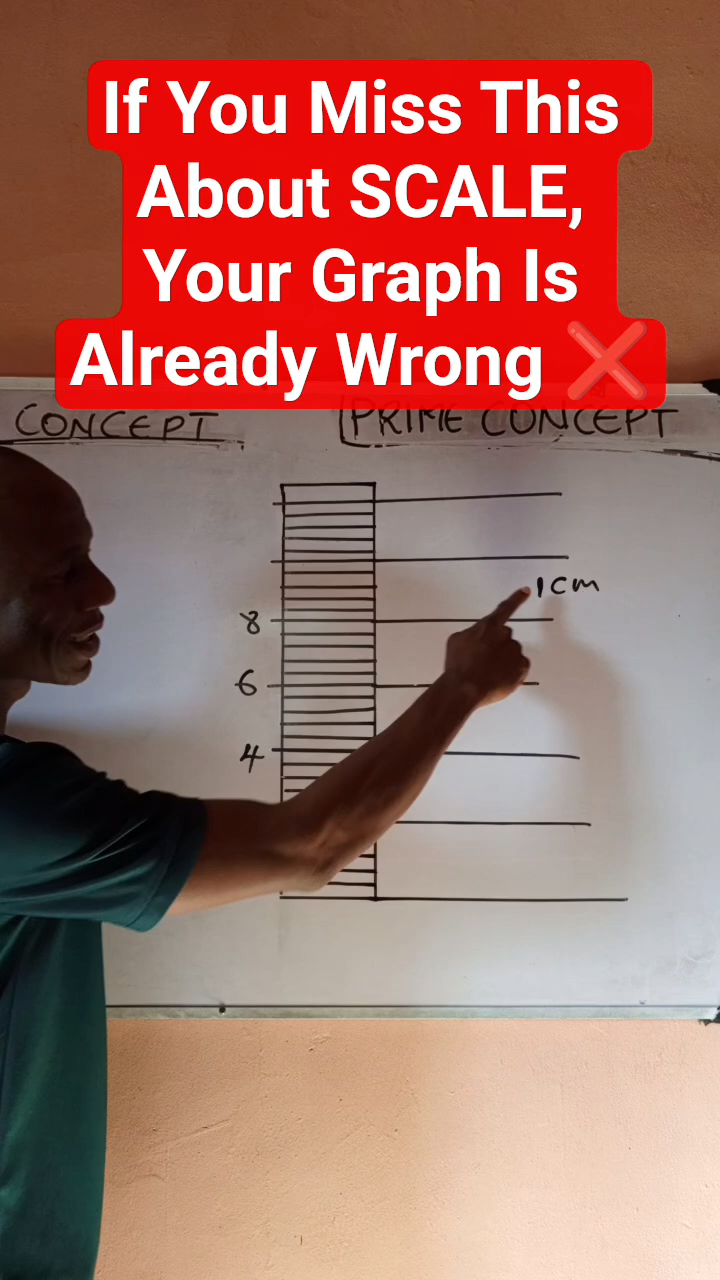 If You Miss This
About SCALE,
Your Graph Is
Already Wrong ❌
CONCEPT
PRIME CONCEPT
1cm
8
6
4